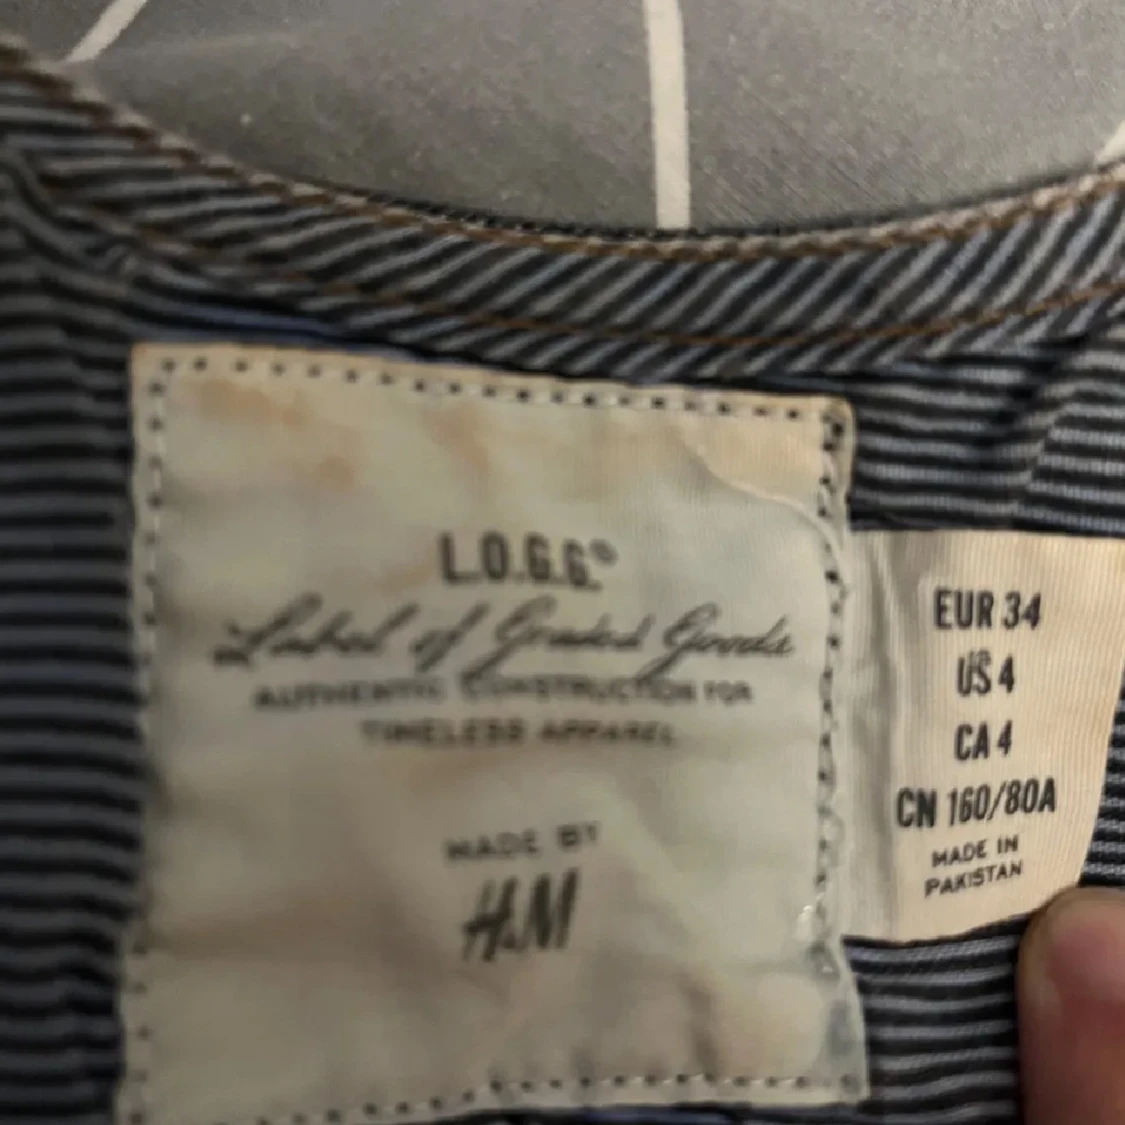 L.O.G.G.®
Label of Graded Goods
AUTHENTIC CONSTRUCTION FOR
TIMELESS APPAREL
MADE BY
H&M
EUR 34
US 4
CA 4
CN 160/80A
MADE IN
PAKISTAN